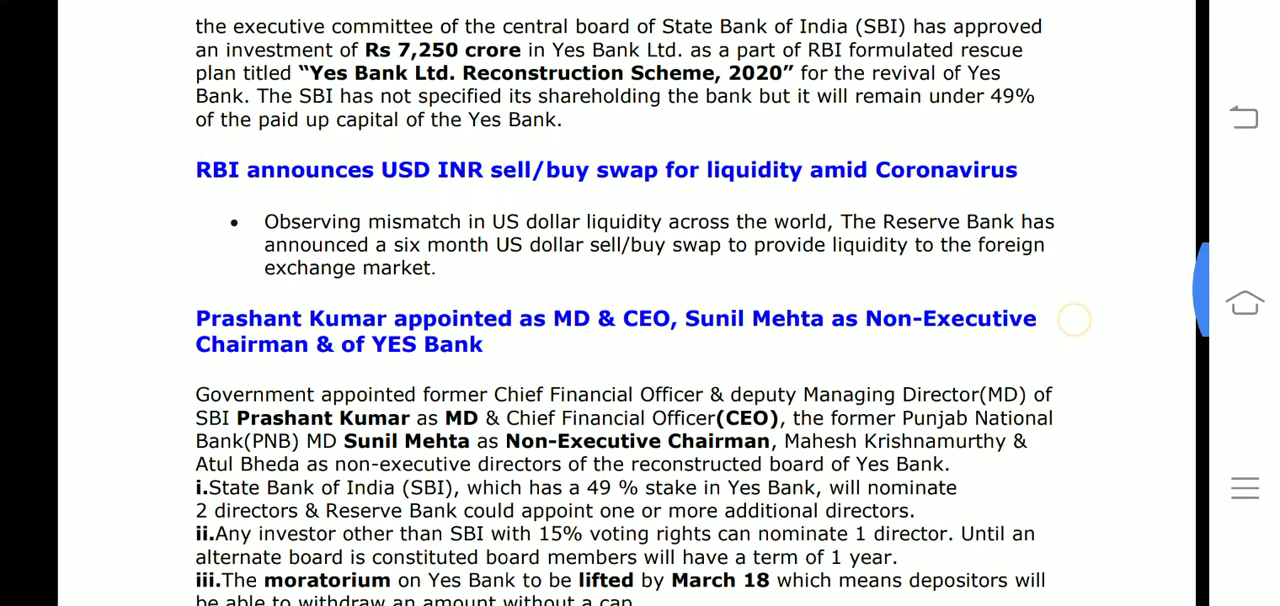 the executive committee of the central board of State Bank of India (SBI) has approved
an investment of Rs 7,250 crore in Yes Bank Ltd. as a part of RBI formulated rescue
plan titled “Yes Bank Ltd. Reconstruction Scheme, 2020” for the revival of Yes
Bank. The SBI has not specified its shareholding the bank but it will remain under 49%
of the paid up capital of the Yes Bank.
RBI announces USD INR sell/buy swap for liquidity amid Coronavirus
• Observing mismatch in US dollar liquidity across the world, The Reserve Bank has
announced a six month US dollar sell/buy swap to provide liquidity to the foreign
exchange market.
Prashant Kumar appointed as MD & CEO, Sunil Mehta as Non-Executive
Chairman & of YES Bank
Government appointed former Chief Financial Officer & deputy Managing Director(MD) of
SBI Prashant Kumar as MD & Chief Financial Officer(CEO), the former Punjab National
Bank(PNB) MD Sunil Mehta as Non-Executive Chairman, Mahesh Krishnamurthy &
Atul Bheda as non-executive directors of the reconstructed board of Yes Bank.
i.State Bank of India (SBI), which has a 49 % stake in Yes Bank, will nominate
2 directors & Reserve Bank could appoint one or more additional directors.
ii.Any investor other than SBI with 15% voting rights can nominate 1 director. Until an
alternate board is constituted board members will have a term of 1 year.
iii.The moratorium on Yes Bank to be lifted by March 18 which means depositors will
be able to withdraw an amount without a cap